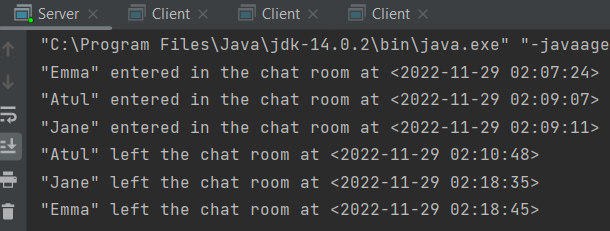 Server Client Client Client
"C:\Program Files\Java\jdk-14.0.2\bin\java.exe" "-javaage
"Emma" entered in the chat room at <2022-11-29 02:07:24>
"Atul" entered in the chat room at <2022-11-29 02:09:07>
"Jane" entered in the chat room at <2022-11-29 02:09:11>
"Atul" left the chat room at <2022-11-29 02:10:48>
"Jane" left the chat room at <2022-11-29 02:18:35>
"Emma" left the chat room at <2022-11-29 02:18:45>